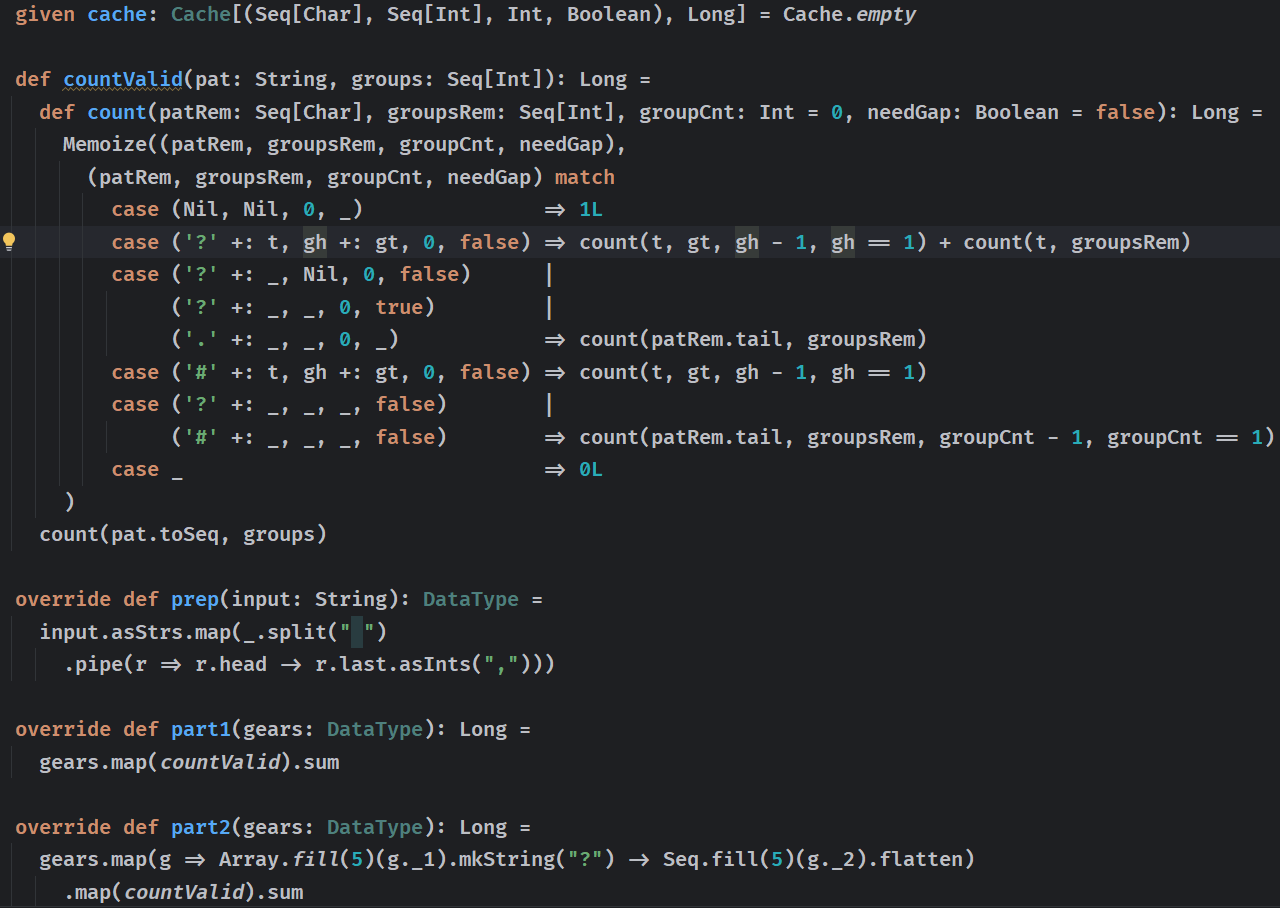 given cache: Cache[(Seq[Char], Seq[Int], Int, Boolean), Long] = Cache.empty
def countValid(pat: String, groups: Seq[Int]): Long =
def count(patRem: Seq[Char], groupsRem: Seq[Int], groupCnt: Int = 0, needGap: Boolean = false): Long =
Memoize((patRem, groupsRem, groupCnt, needGap),
(patRem, groupsRem, groupCnt, needGap) match
case (Nil, Nil, 0, _) => 1L
case ('?' +: t, gh +: gt, 0, false) => count(t, gt, gh - 1, gh == 1) + count(t, groupsRem)
case ('?' +: _, Nil, 0, false) |
('?' +: _, _, 0, true) |
('.' +: _, _, 0, _) => count(patRem.tail, groupsRem)
case ('#' +: t, gh +: gt, 0, false) => count(t, gt, gh - 1, gh == 1)
case ('?' +: _, _, _, false) |
('#' +: _, _, _, false) => count(patRem.tail, groupsRem, groupCnt - 1, groupCnt == 1)
case _ => 0L
)
count(pat.toSeq, groups)
override def prep(input: String): DataType =
input.asStrs.map(_.split(" ")
.pipe(r => r.head -> r.last.asInts(",")))
override def part1(gears: DataType): Long =
gears.map(countValid).sum
override def part2(gears: DataType): Long =
gears.map(g => Array.fill(5)(g._1).mkString("?") -> Seq.fill(5)(g._2).flatten)
.map(countValid).sum